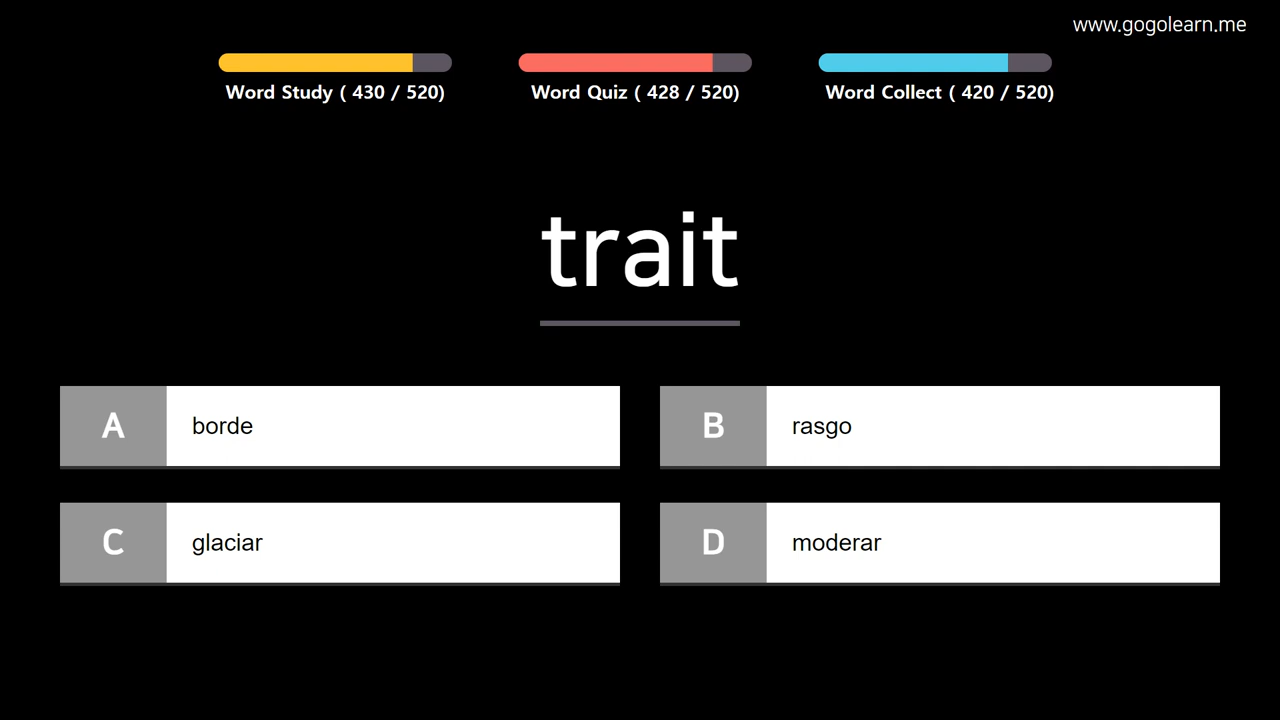 www.gogolearn.me
Word Study ( 430 / 520)
Word Quiz ( 428 / 520)
Word Collect ( 420 / 520)
trait
A borde
B rasgo
C glaciar
D moderar